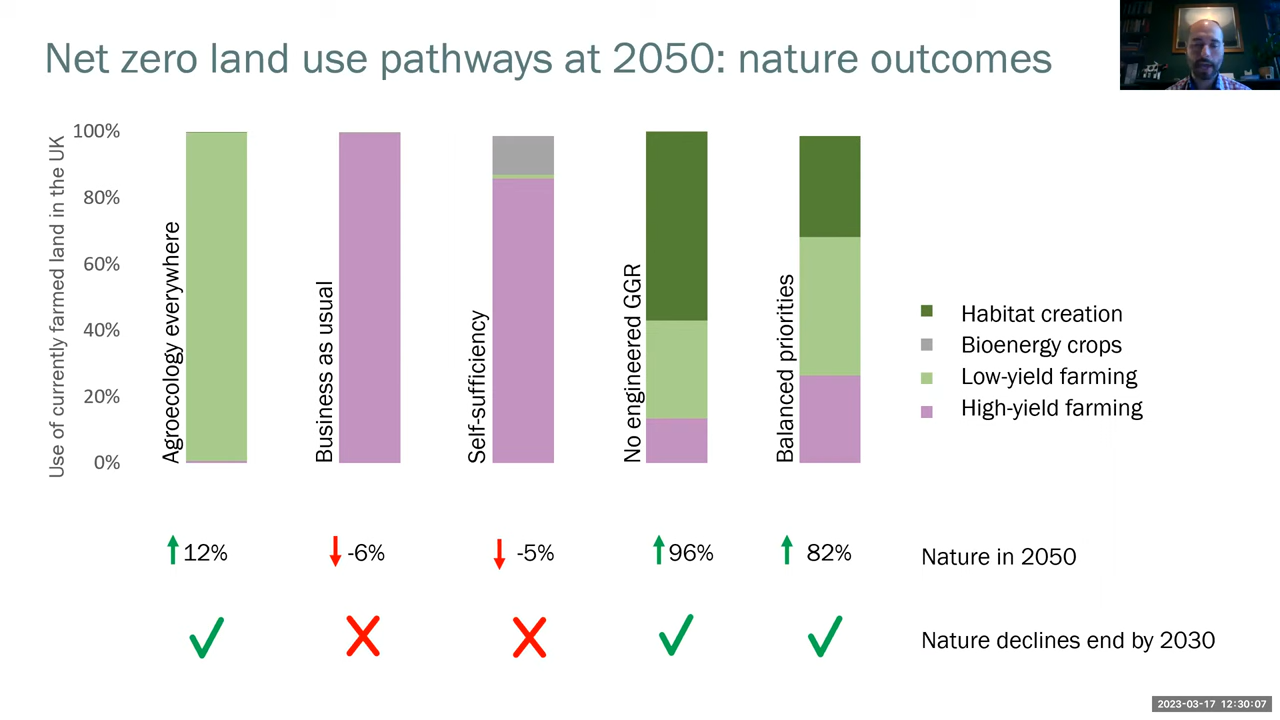 Net zero land use pathways at 2050: nature outcomes
Use of currently farmed land in the UK
100%
80%
60%
40%
20%
0%
Agroecology everywhere
Business as usual
Self-sufficiency
No engineered GGR
Balanced priorities
Habitat creation
Bioenergy crops
Low-yield farming
High-yield farming
12%
-6%
-5%
96%
82%
Nature in 2050
Nature declines end by 2030
2023-03-17 12:30:07